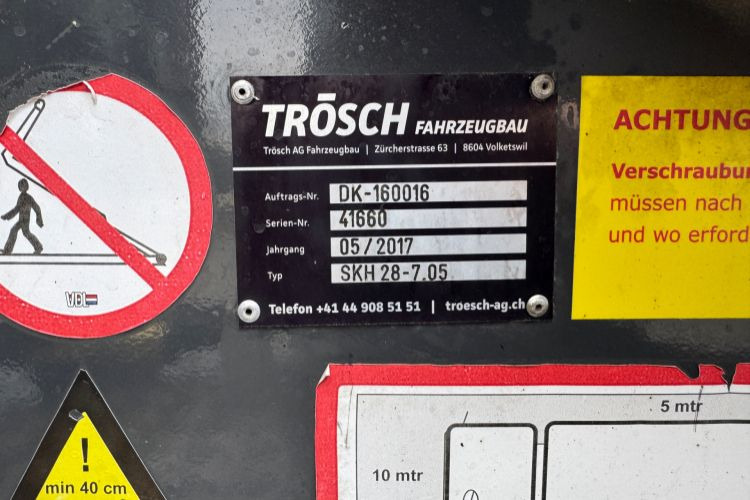 TRÖSCH FAHRZEUGBAU
Trösch AG Fahrzeugbau | Zürcherstrasse 63 | 8604 Volketswil
Auftrags-Nr. DK-160016
Serien-Nr. 41660
Jahrgang 05/2017
Typ SKH 28-7.05
Telefon +41 44 908 51 51 | troesch-ag.ch
ACHTUNG
müssen nach
und wo
VDL
!
min 40 cm
5 mtr
10 mtr